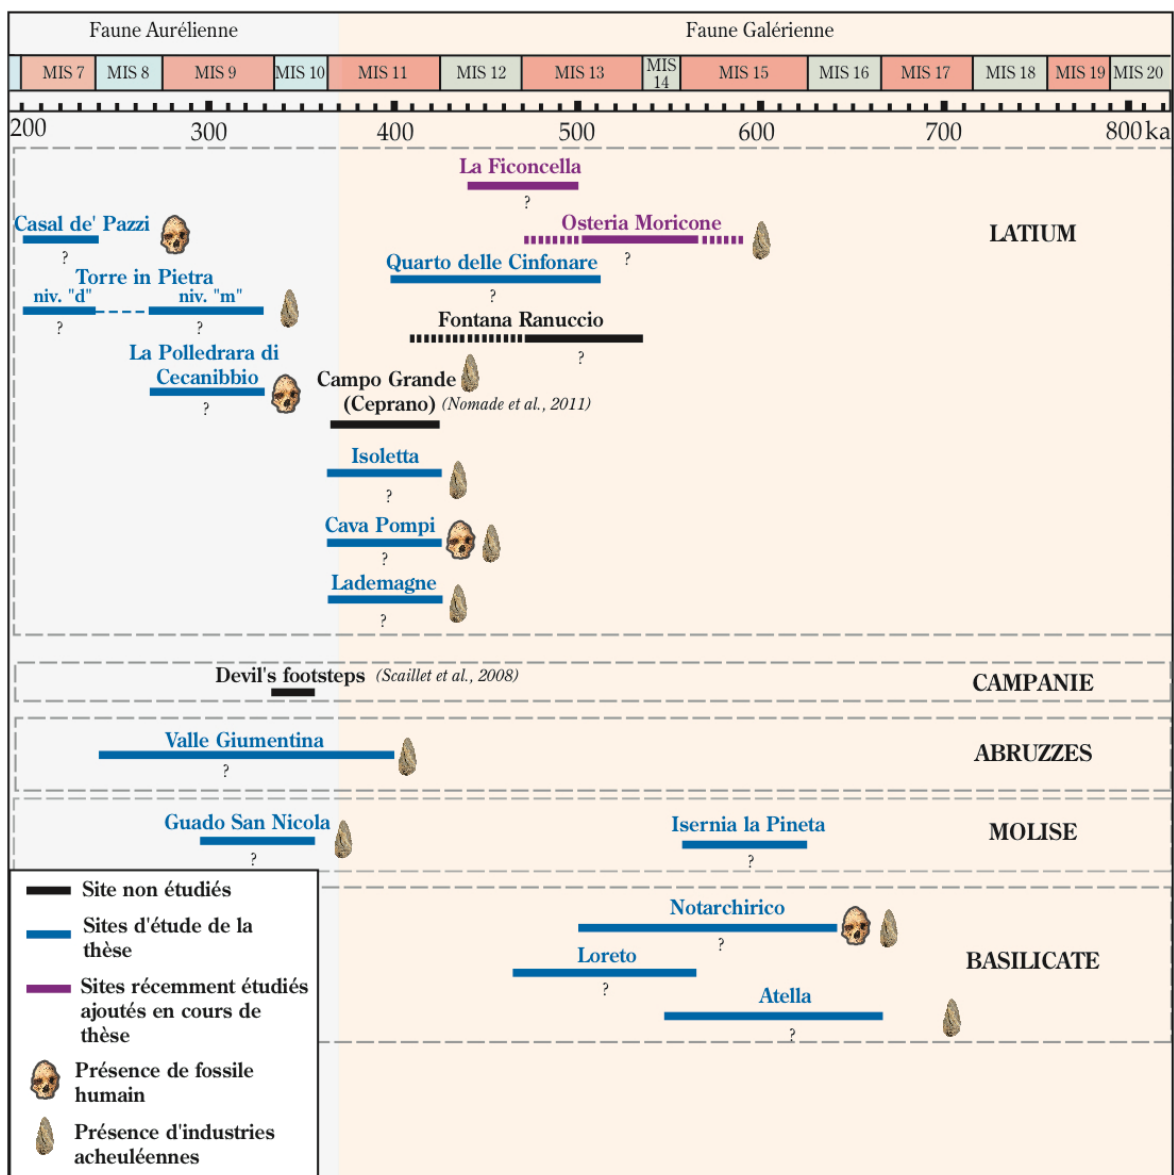 Faune Aurélienne Faune Galérienne
MIS 7 MIS 8 MIS 9 MIS 10 MIS 11 MIS 12 MIS 13 MIS 14 MIS 15 MIS 16 MIS 17 MIS 18 MIS 19 MIS 20
200 300 400 500 600 700 800 ka
La Ficoncella
?
Casal de' Pazzi
?
Osteria Moricone
?
LATIUM
Torre in Pietra
niv. "d" niv. "m"
? ?
Quarto delle Cinfonare
?
Fontana Ranuccio
?
La Polledrara di
Cecanibbio
?
Campo Grande
(Ceprano) (Nomade et al., 2011)
Isoletta
?
Cava Pompi
?
Lademagne
?
Devil's footsteps (Scaillet et al., 2008)
CAMPANIE
Valle Giumentina
?
ABRUZZES
Guado San Nicola
?
Isernia la Pineta
?
MOLISE
Notarchirico
?
Loreto
?
BASILICATE
Atella
?
Site non étudiés
Sites d'étude de la
thèse
Sites récemment étudiés
ajoutés en cours de
thèse
Présence de fossile
humain
Présence d'industries
acheuléennes